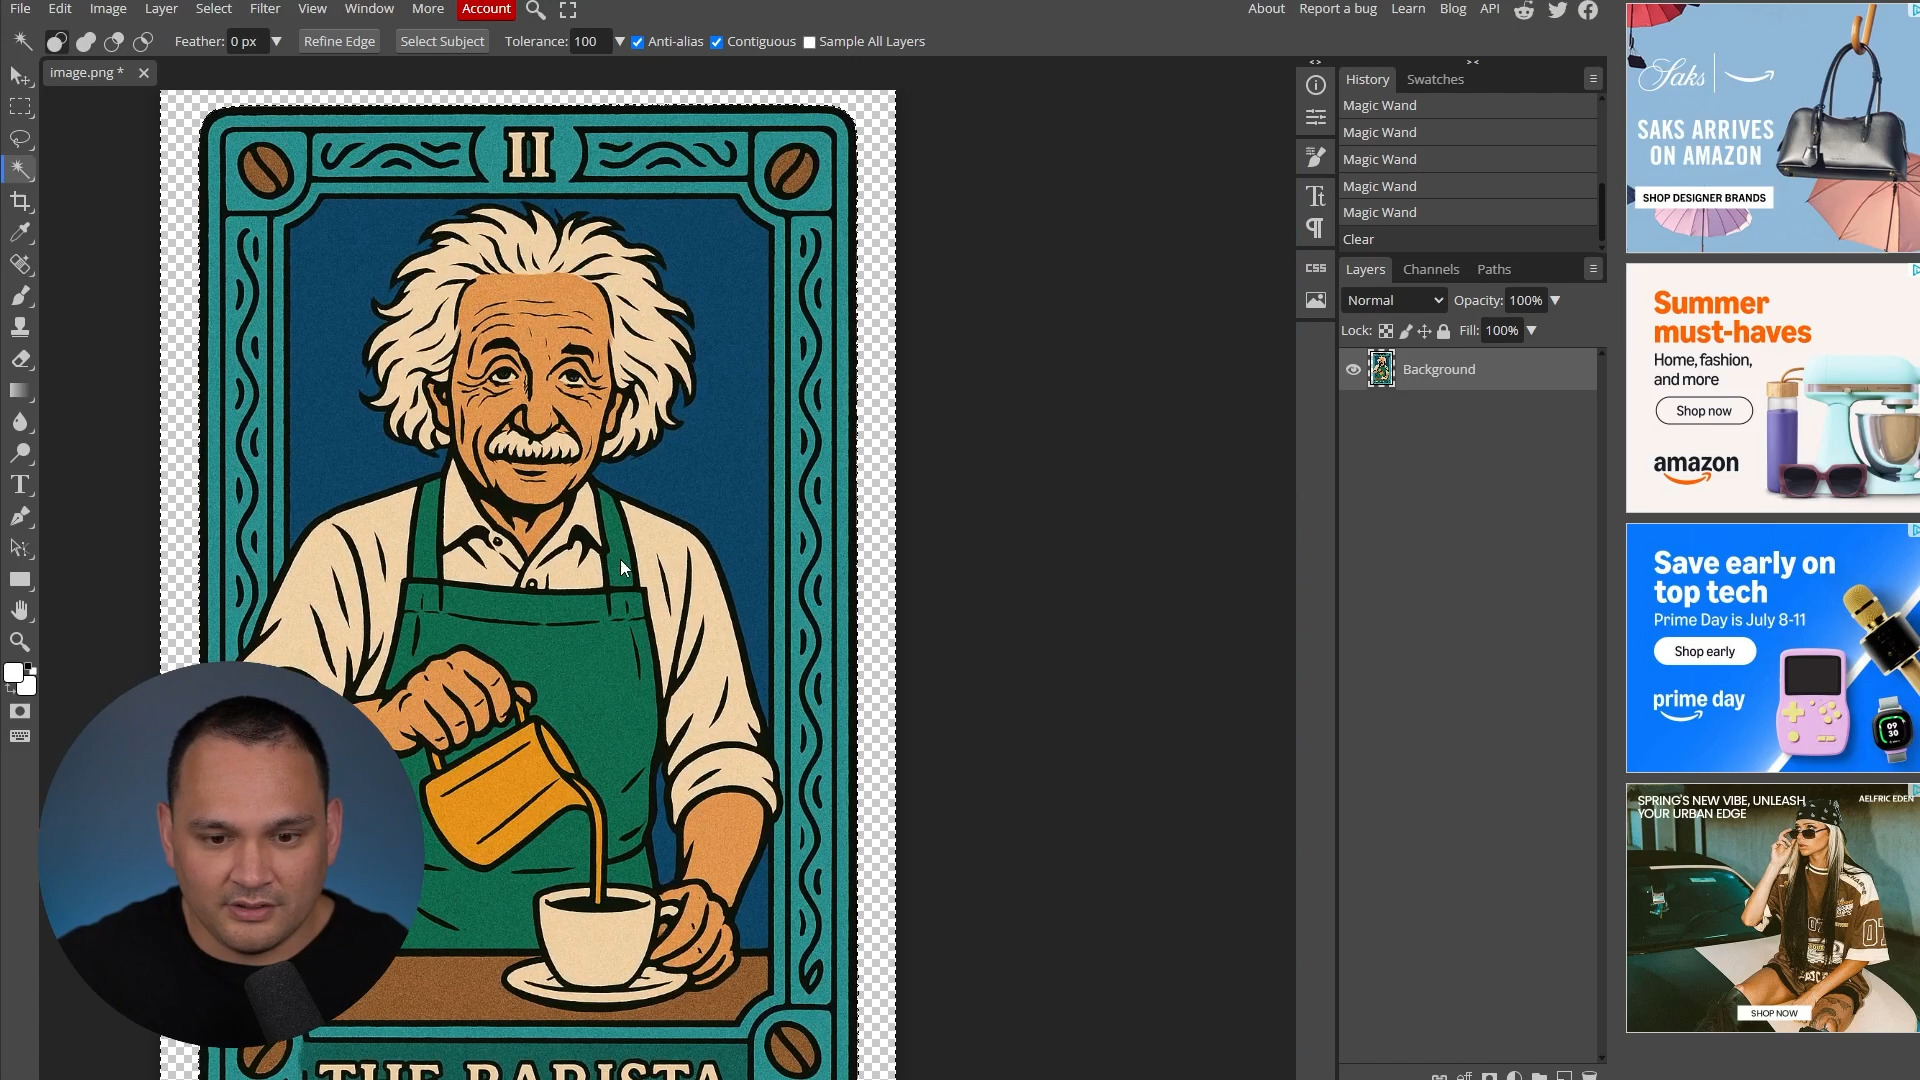 File Edit Image Layer Select Filter View Window More Account
About Report a bug Learn Blog API
Feather: 0 px Refine Edge Select Subject Tolerance: 100 Anti-alias Contiguous Sample All Layers
image.png *
II
THE BARISTA
History Swatches
Magic Wand
Magic Wand
Magic Wand
Magic Wand
Magic Wand
Clear
CSS
Layers Channels Paths
Normal Opacity: 100%
Lock: Fill: 100%
Background
eff
Saks
SAKS ARRIVES
ON AMAZON
SHOP DESIGNER BRANDS
Summer
must-haves
Home, fashion,
and more
Shop now
amazon
Save early on
top tech
Prime Day is July 8-11
Shop early
prime day
09
30
SPRING'S NEW VIBE, UNLEASH
YOUR URBAN EDGE
AELFRIC EDEN
07
SHOP NOW